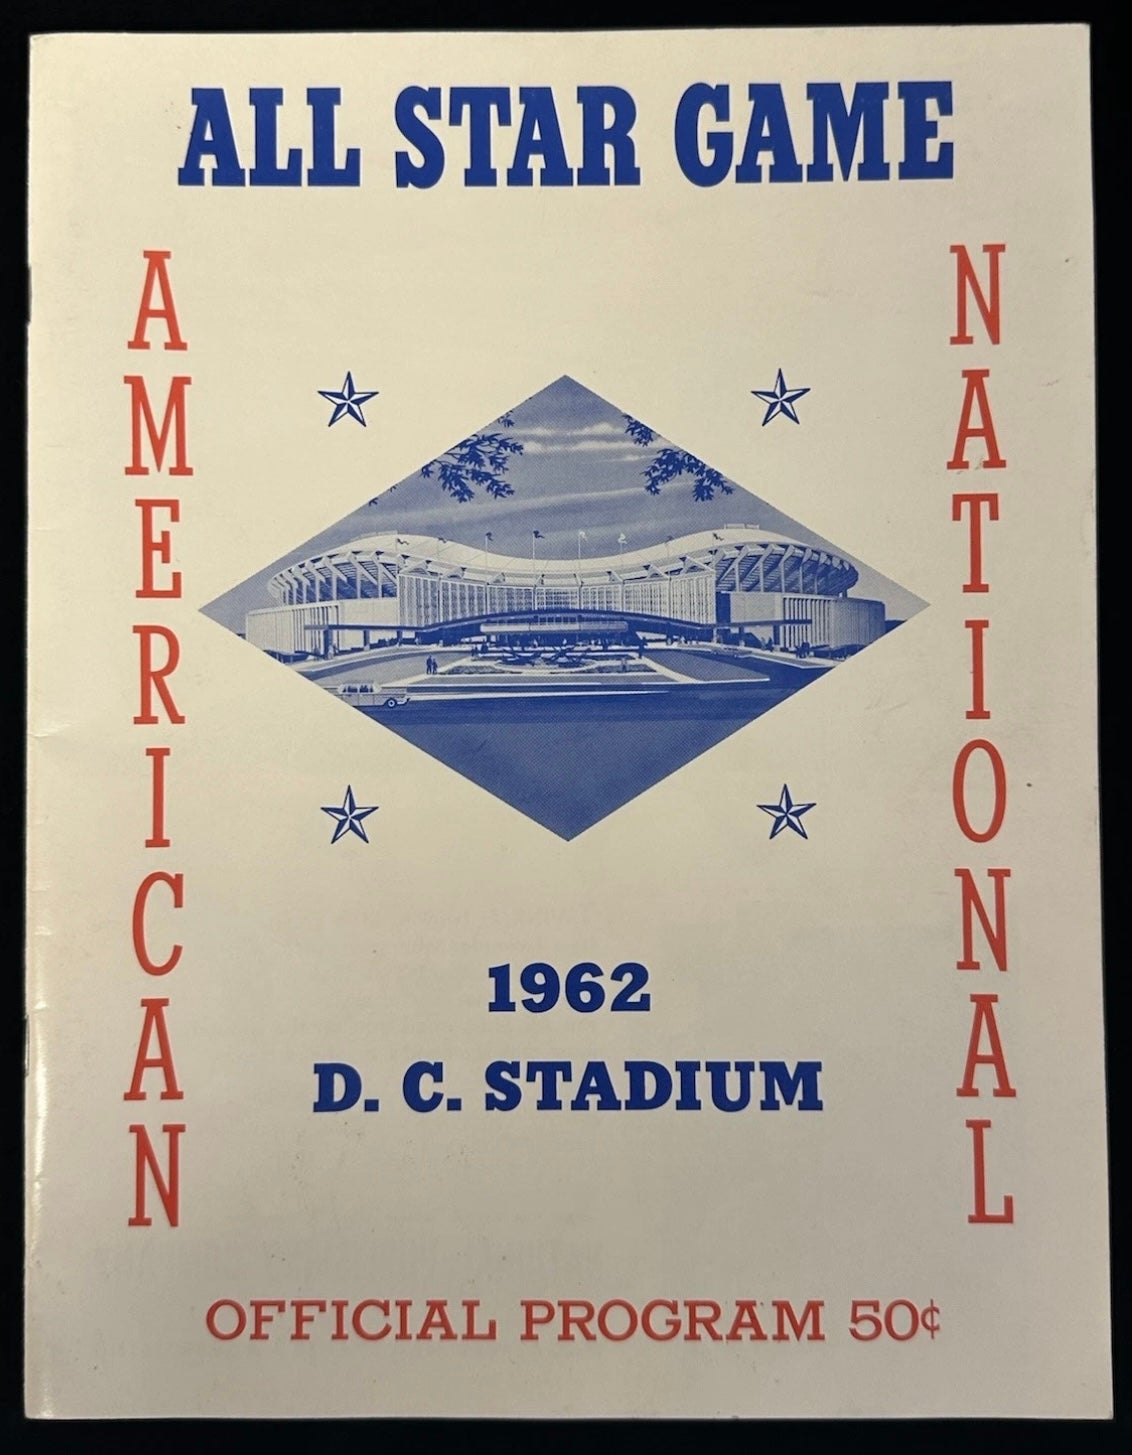 ALL STAR GAME
AMERICAN
NATIONAL
1962
D. C. STADIUM
OFFICIAL PROGRAM 50¢